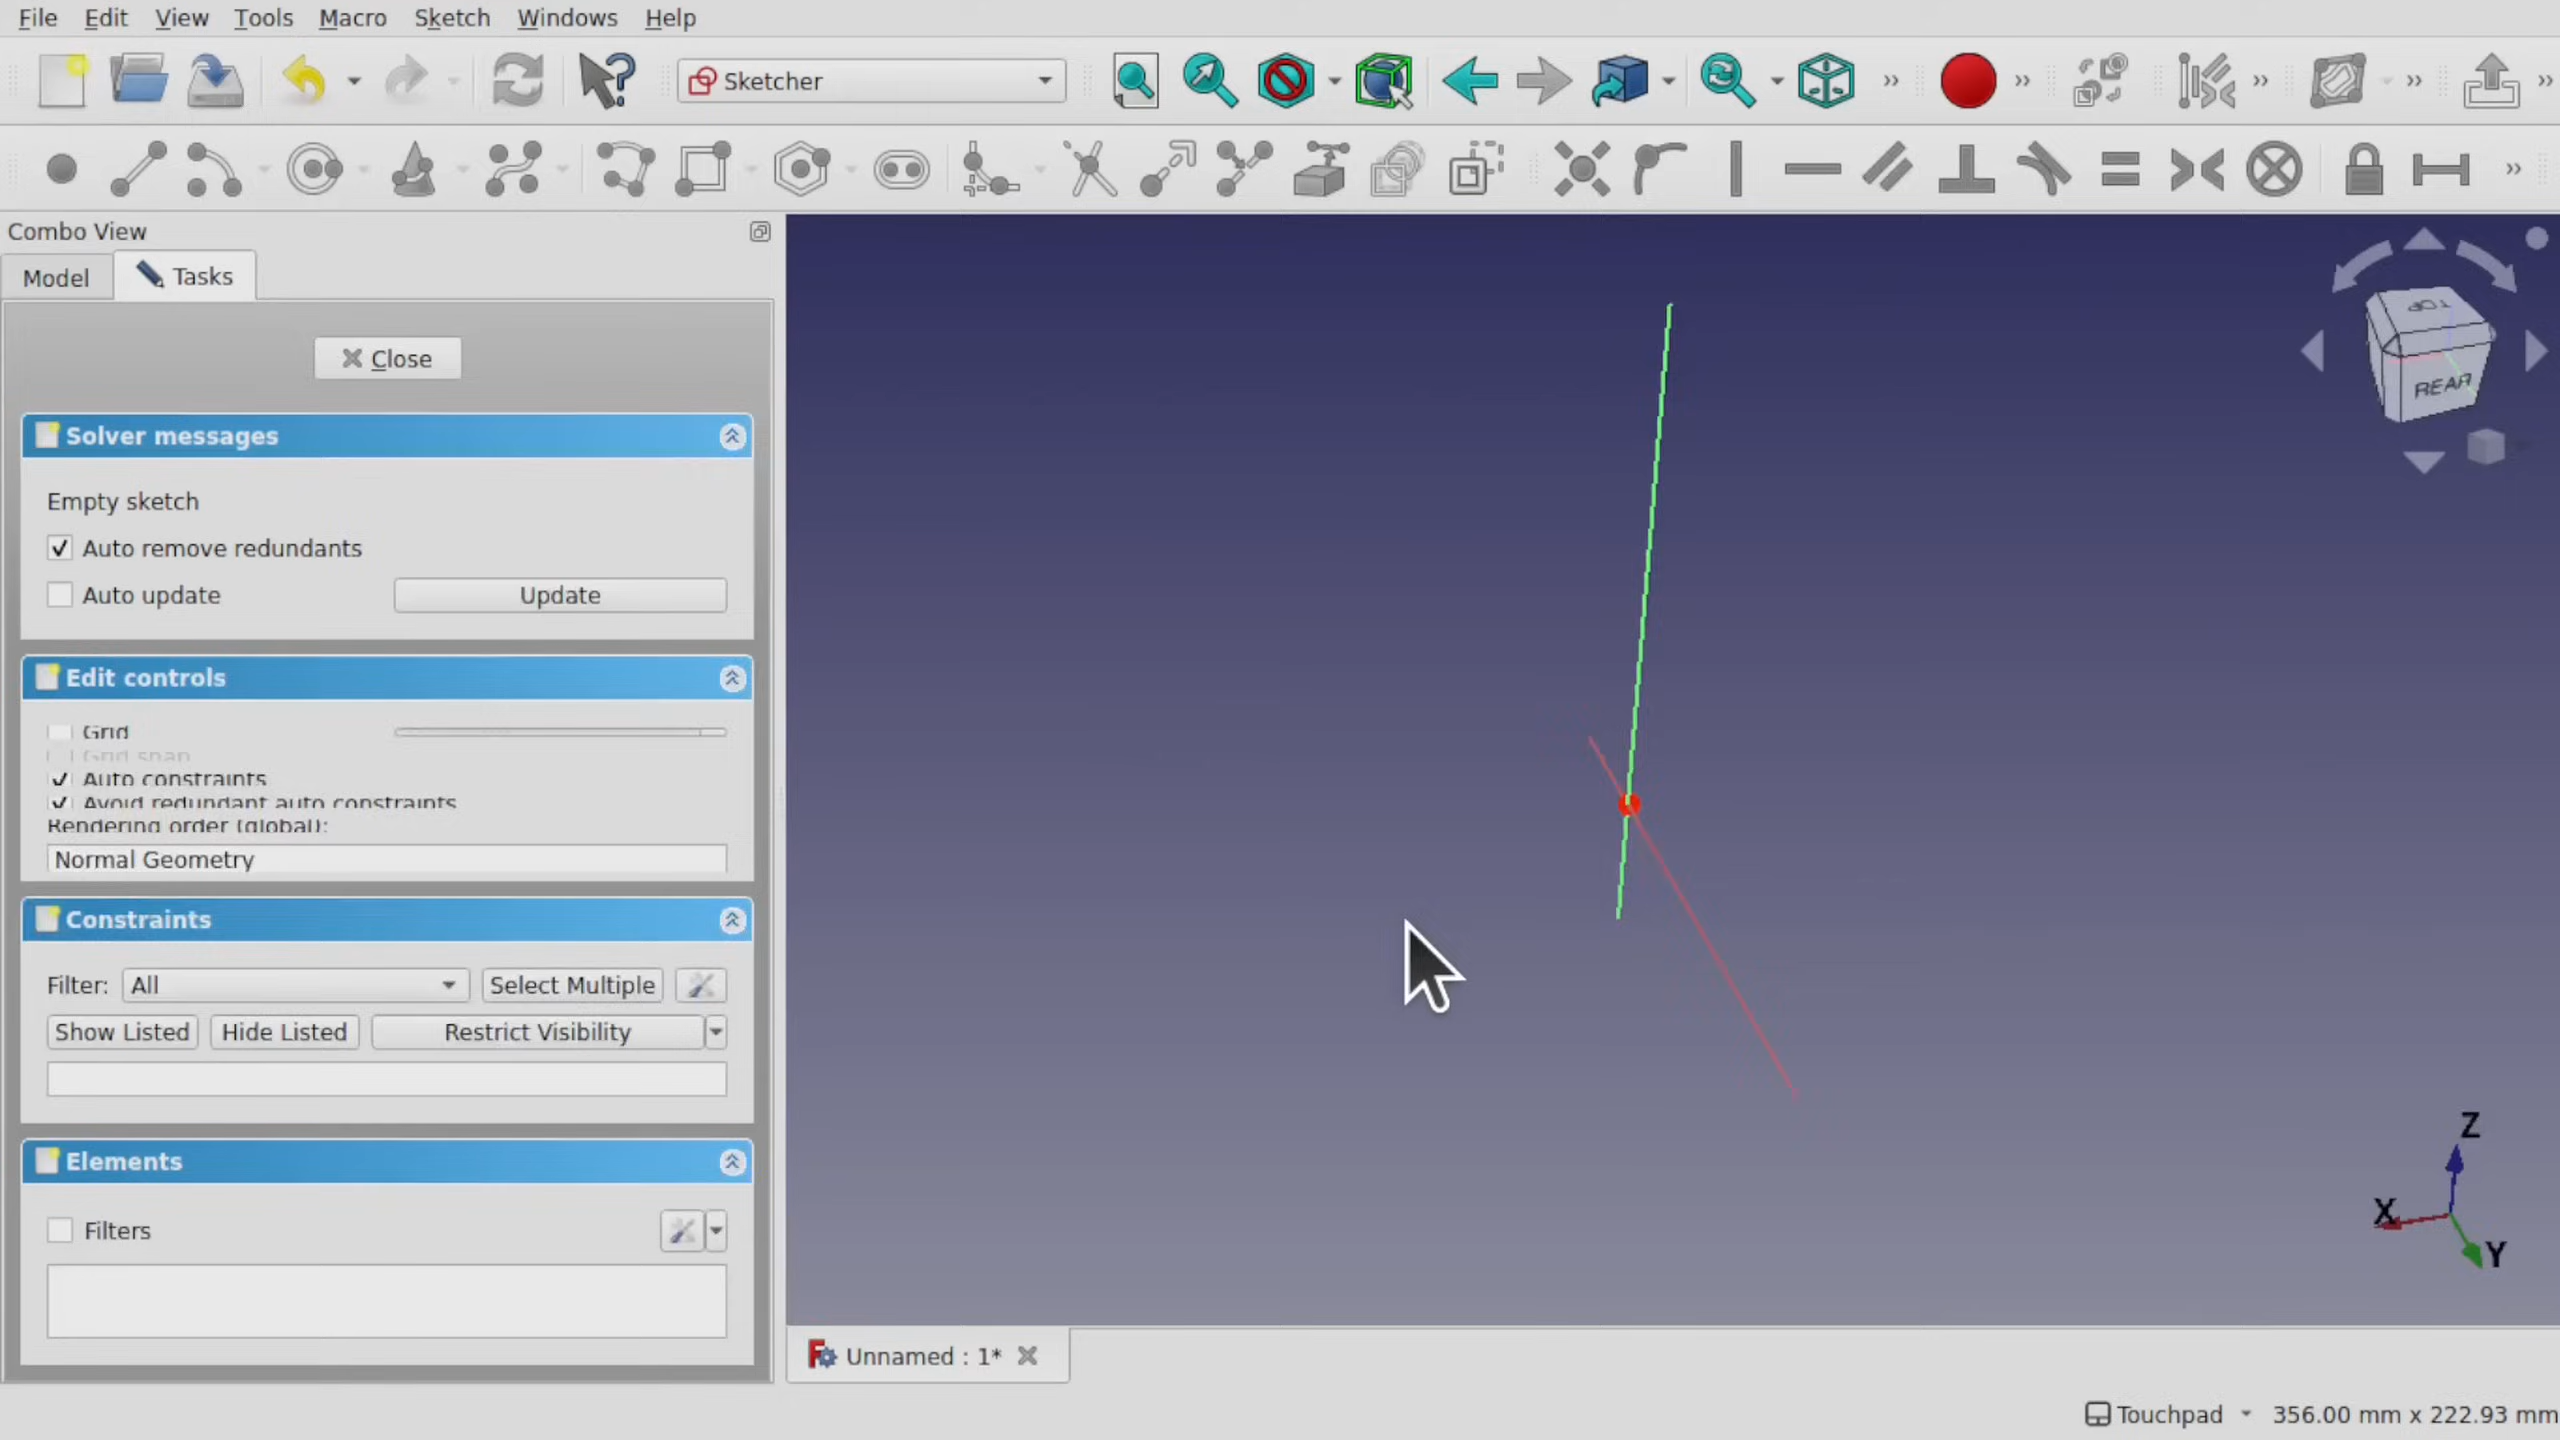 File Edit View Tools Macro Sketch Windows Help
Sketcher
Combo View
Model Tasks
Close
Solver messages
Empty sketch
Auto remove redundants
Auto update Update
Edit controls
Grid
Grid snap
Auto constraints
Avoid redundant auto constraints
Rendering order (global):
Normal Geometry
Constraints
Filter: All Select Multiple
Show Listed Hide Listed Restrict Visibility
Elements
Filters
TOP
REAR
Z
X
Y
Unnamed : 1*
Touchpad 356.00 mm x 222.93 mm